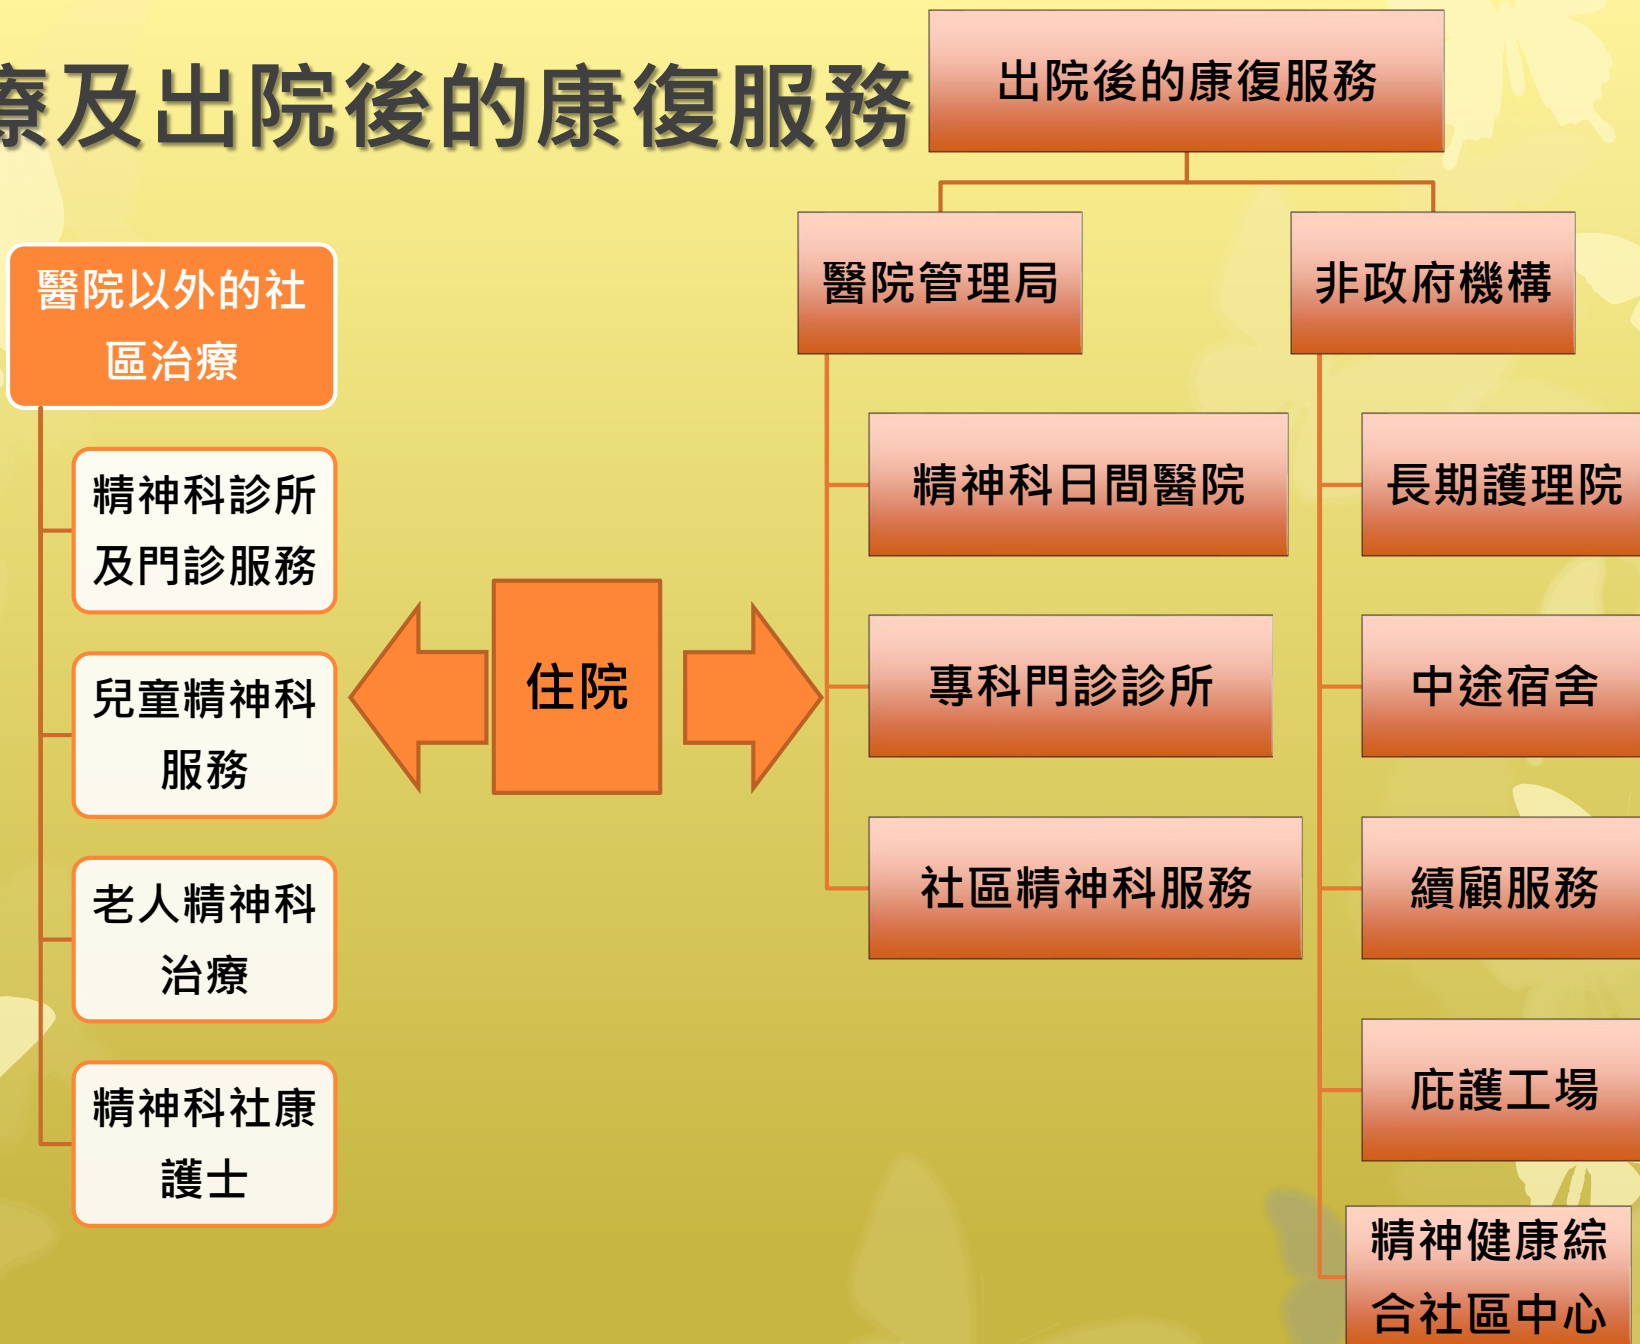 療及出院後的康復服務
醫院以外的社
區治療
精神科診所
及門診服務
兒童精神科
服務
老人精神科
治療
精神科社康
護士
住院
出院後的康復服務
醫院管理局
精神科日間醫院
專科門診診所
社區精神科服務
非政府機構
長期護理院
中途宿舍
續顧服務
庇護工場
精神健康綜
合社區中心